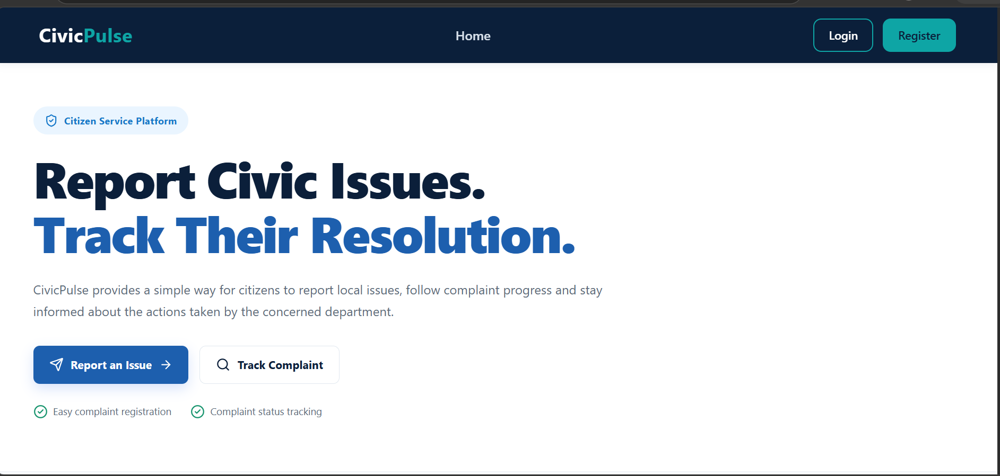 CivicPulse
Home
Login
Register
Citizen Service Platform
Report Civic Issues.
Track Their Resolution.
CivicPulse provides a simple way for citizens to report local issues, follow complaint progress and stay
informed about the actions taken by the concerned department.
Report an Issue
Track Complaint
Easy complaint registration
Complaint status tracking